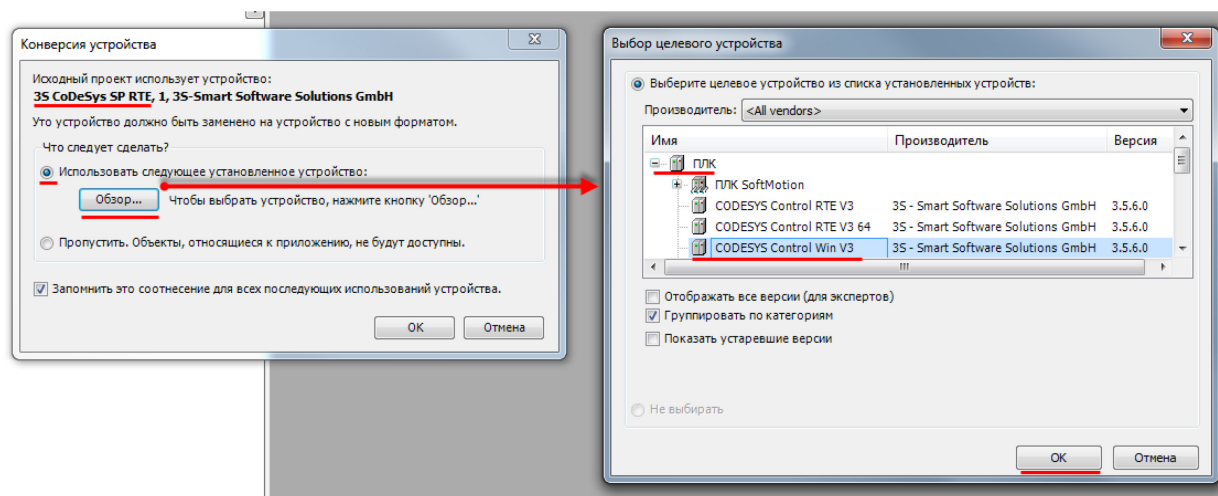 Конверсия устройства
Исходный проект использует устройство:
3S CoDeSys SP RTE, 1, 3S-Smart Software Solutions GmbH
Уто устройство должно быть заменено на устройство с новым форматом.
Что следует сделать?
Использовать следующее установленное устройство:
Обзор... Чтобы выбрать устройство, нажмите кнопку 'Обзор...'
Пропустить. Объекты, относящиеся к приложению, не будут доступны.
Запомнить это соотнесение для всех последующих использований устройства.
ОК Отмена
Выбор целевого устройства
Выберите целевое устройство из списка установленных устройств:
Производитель: <All vendors>
Имя Производитель Версия
ПЛК
ПЛК SoftMotion
CODESYS Control RTE V3 3S - Smart Software Solutions GmbH 3.5.6.0
CODESYS Control RTE V3 64 3S - Smart Software Solutions GmbH 3.5.6.0
CODESYS Control Win V3 3S - Smart Software Solutions GmbH 3.5.6.0
Отображать все версии (для экспертов)
Группировать по категориям
Показать устаревшие версии
Не выбирать
ОК Отмена